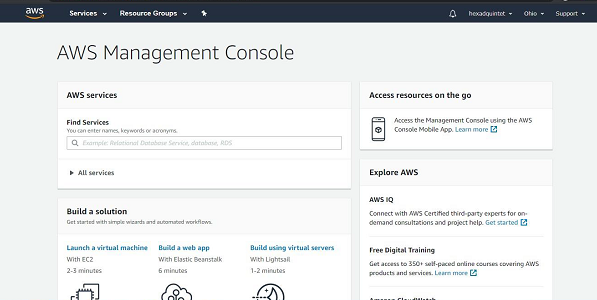 aws Services Resource Groups hexadquintet Ohio Support
AWS Management Console
AWS services
Find Services
You can enter names, keywords or acronyms.
Example: Relational Database Service, database, RDS
All services
Build a solution
Get started with simple wizards and automated workflows.
Launch a virtual machine
With EC2
2-3 minutes
Build a web app
With Elastic Beanstalk
6 minutes
Build using virtual servers
With Lightsail
1-2 minutes
Access resources on the go
Access the Management Console using the AWS
Console Mobile App. Learn more
Explore AWS
AWS IQ
Connect with AWS Certified third-party experts for on-
demand consultations and project help. Get started
Free Digital Training
Get access to 350+ self-paced online courses covering AWS
products and services. Learn more
Amazon CloudWatch